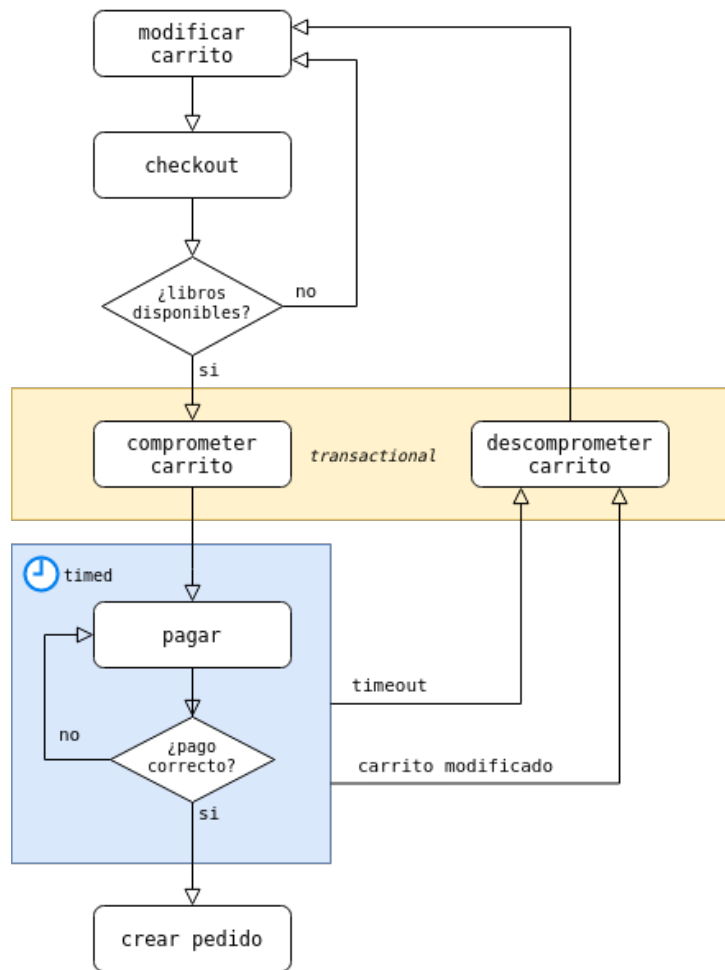 modificar
carrito
checkout
¿libros
disponibles?
no
si
comprometer
carrito
transactional
descomprometer
carrito
timed
pagar
timeout
no
¿pago
correcto?
carrito modificado
si
crear pedido